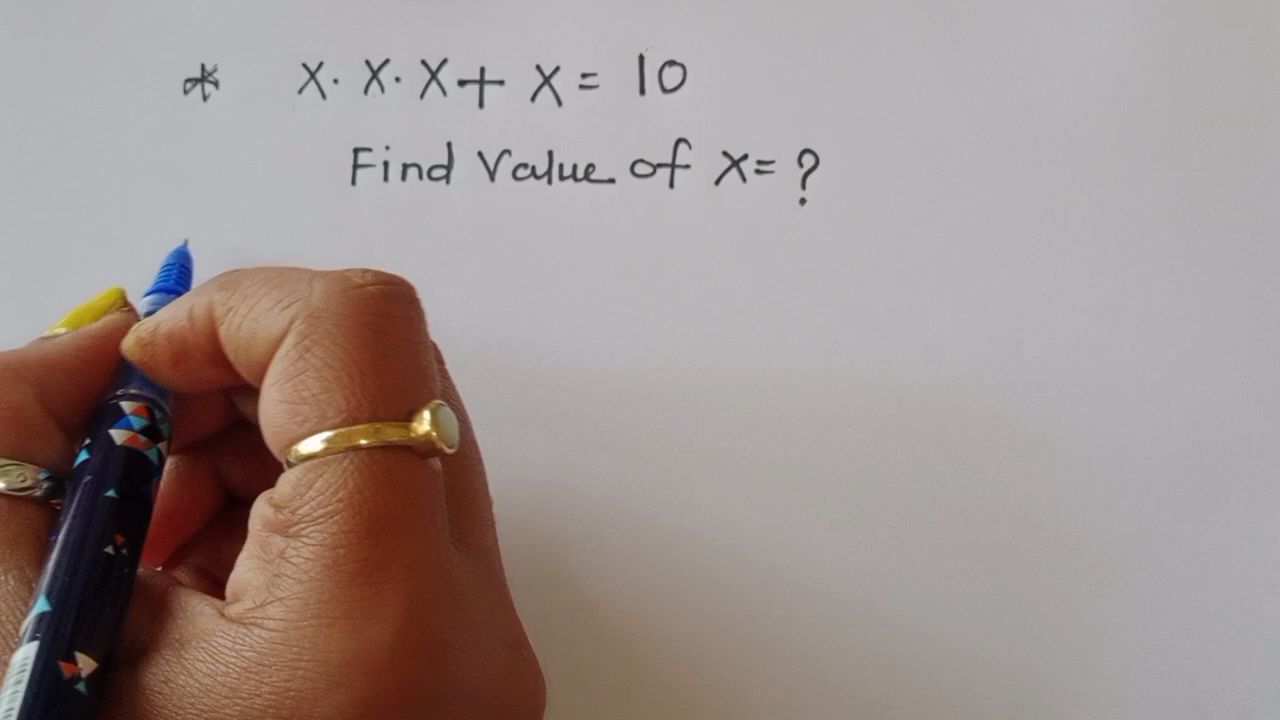 * X. X. X + X = 10
Find Value of X = ?